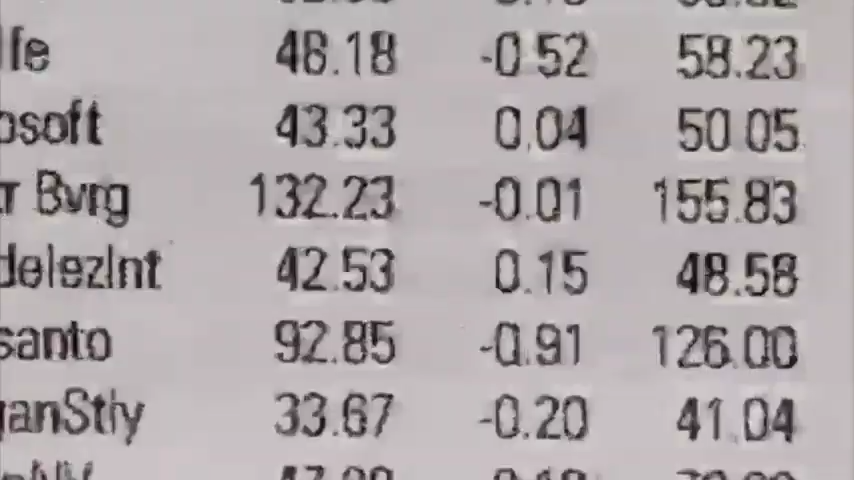 lfe 48.18 -0.52 58.23
osoft 43.33 0.04 50.05
r Bvrg 132.23 -0.01 155.83
delezInt 42.53 0.15 48.58
santo 92.85 -0.91 126.00
ganStly 33.67 -0.20 41.04